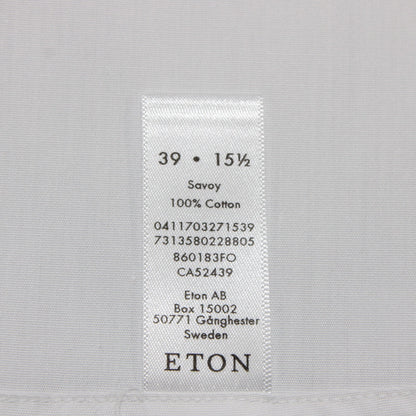 39 • 15½
Savoy
100% Cotton
0411703271539
7313580228805
860183FO
CA52439
Eton AB
Box 15002
50771 Gånghester
Sweden
ETON